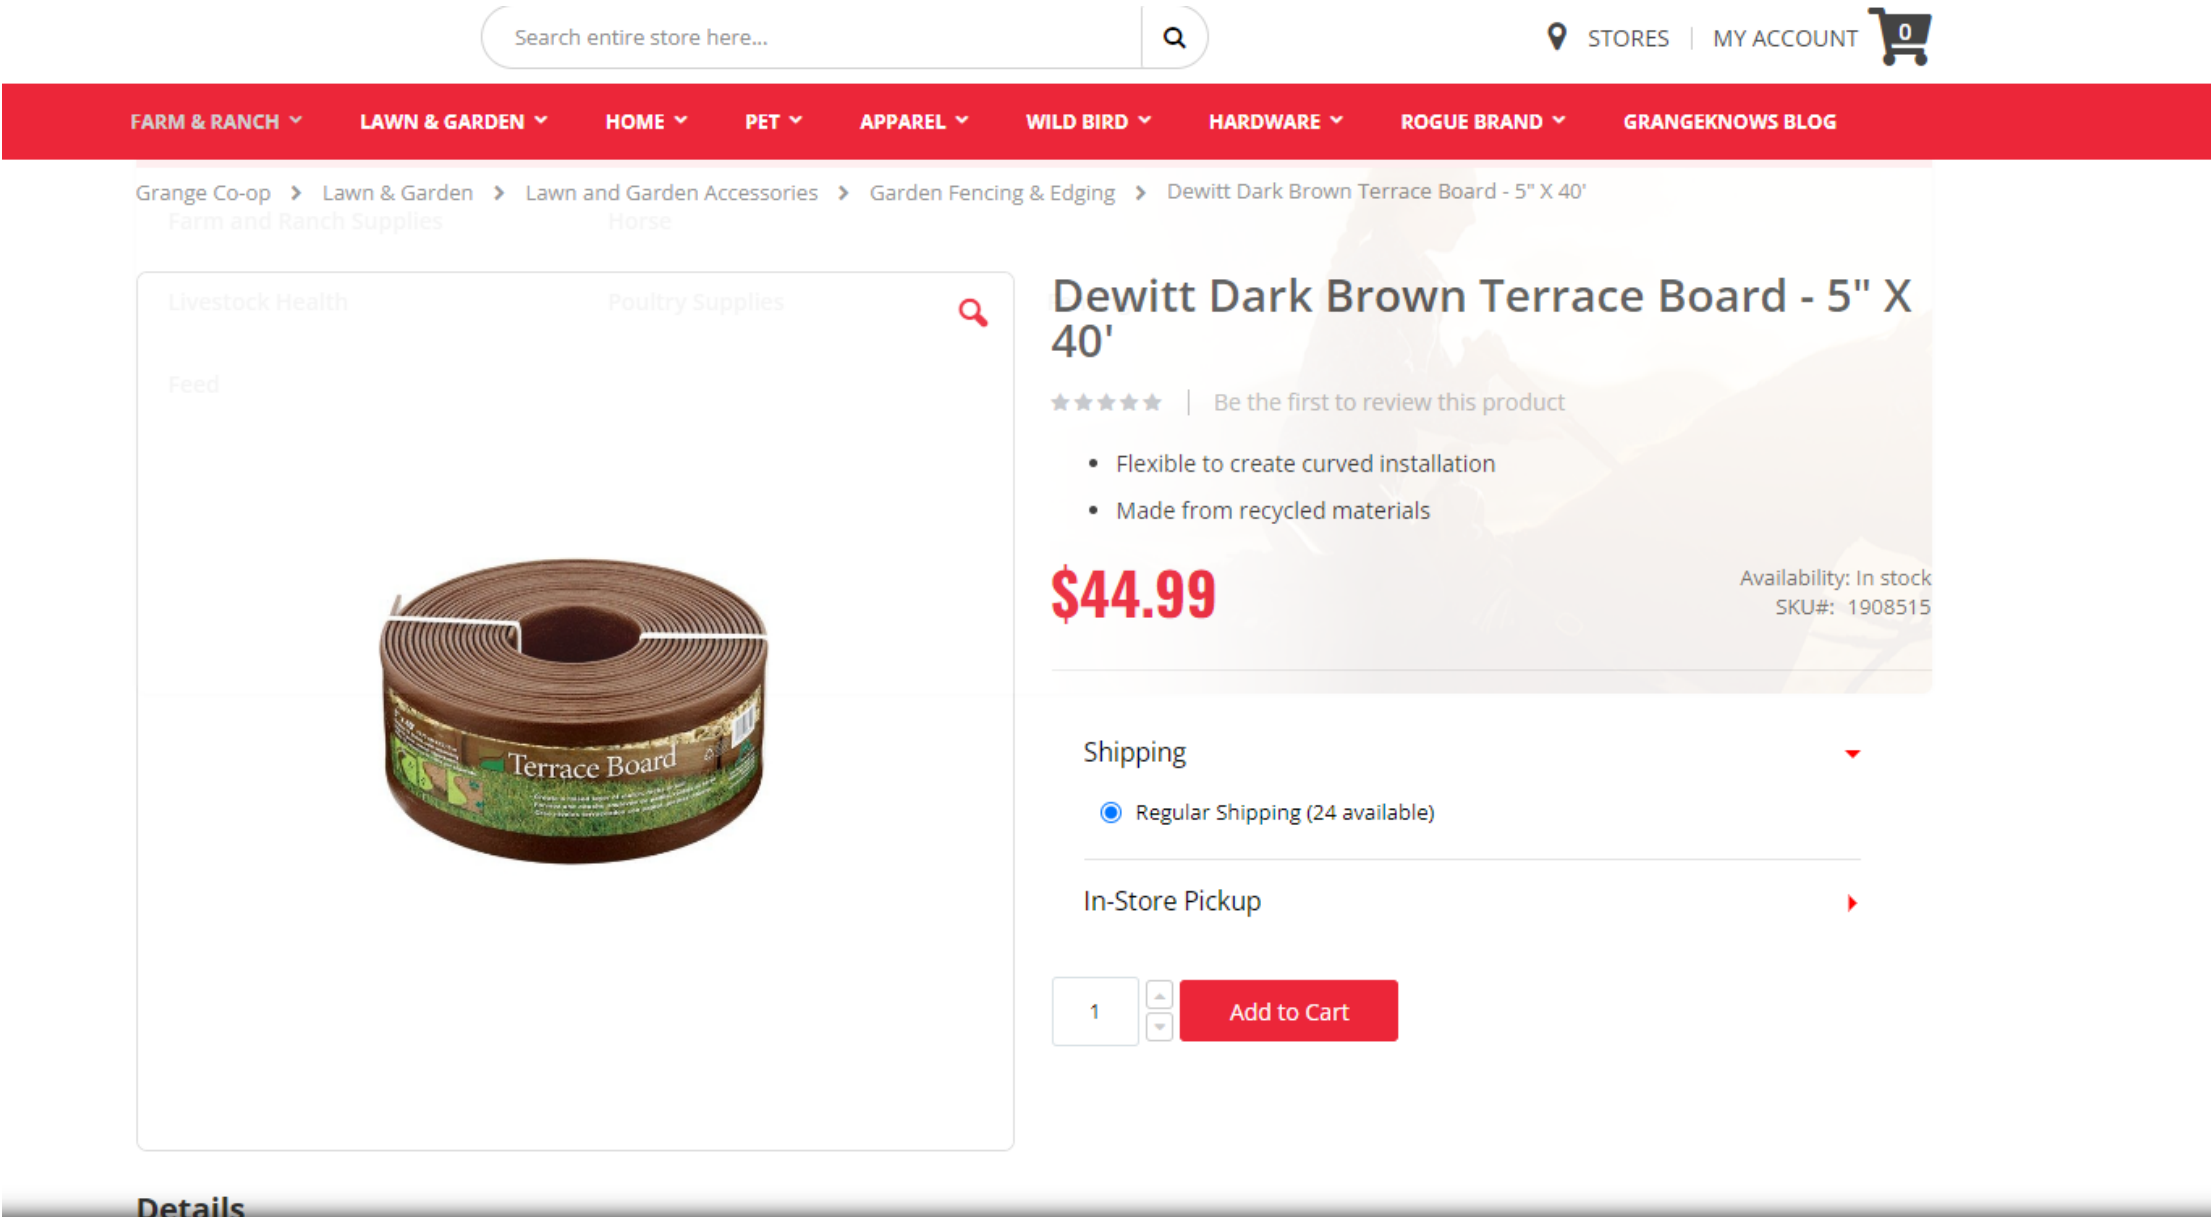 Search entire store here...
STORES
MY ACCOUNT
0
FARM & RANCH
LAWN & GARDEN
HOME
PET
APPAREL
WILD BIRD
HARDWARE
ROGUE BRAND
GRANGEKNOWS BLOG
Grange Co-op > Lawn & Garden > Lawn and Garden Accessories > Garden Fencing & Edging > Dewitt Dark Brown Terrace Board - 5" X 40'
Farm and Ranch Supplies
Horse
Livestock Health
Poultry Supplies
Feed
Terrace Board
Dewitt Dark Brown Terrace Board - 5" X
40'
Be the first to review this product
• Flexible to create curved installation
• Made from recycled materials
$44.99
Availability: In stock
SKU#: 1908515
Shipping
Regular Shipping (24 available)
In-Store Pickup
1
Add to Cart
Details